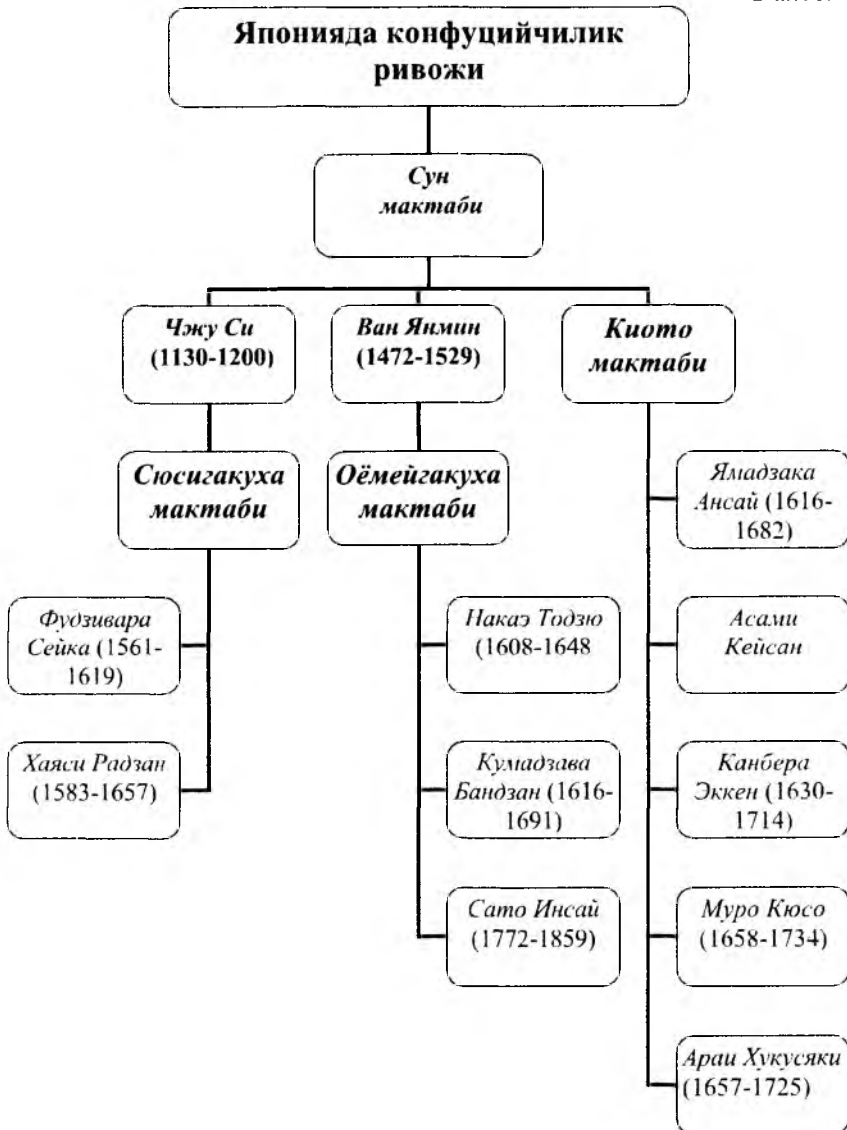 Японияда конфуцийчилик
ривожи
Сун
мактаби
Чжу Си
(1130-1200)
Ван Янмин
(1472-1529)
Киото
мактаби
Сюсигакуха
мактаби
Оёмейгакуха
мактаби
Ямадзака
Ансай (1616-
1682)
Фудзивара
Сейка (1561-
1619)
Накаэ Тодзю
(1608-1648
Асами
Кейсан
Хаяси Радзан
(1583-1657)
Кумадзава
Бандзан (1616-
1691)
Канбера
Эккен (1630-
1714)
Сато Инсай
(1772-1859)
Муро Кюсо
(1658-1734)
Араи Хукусяки
(1657-1725)